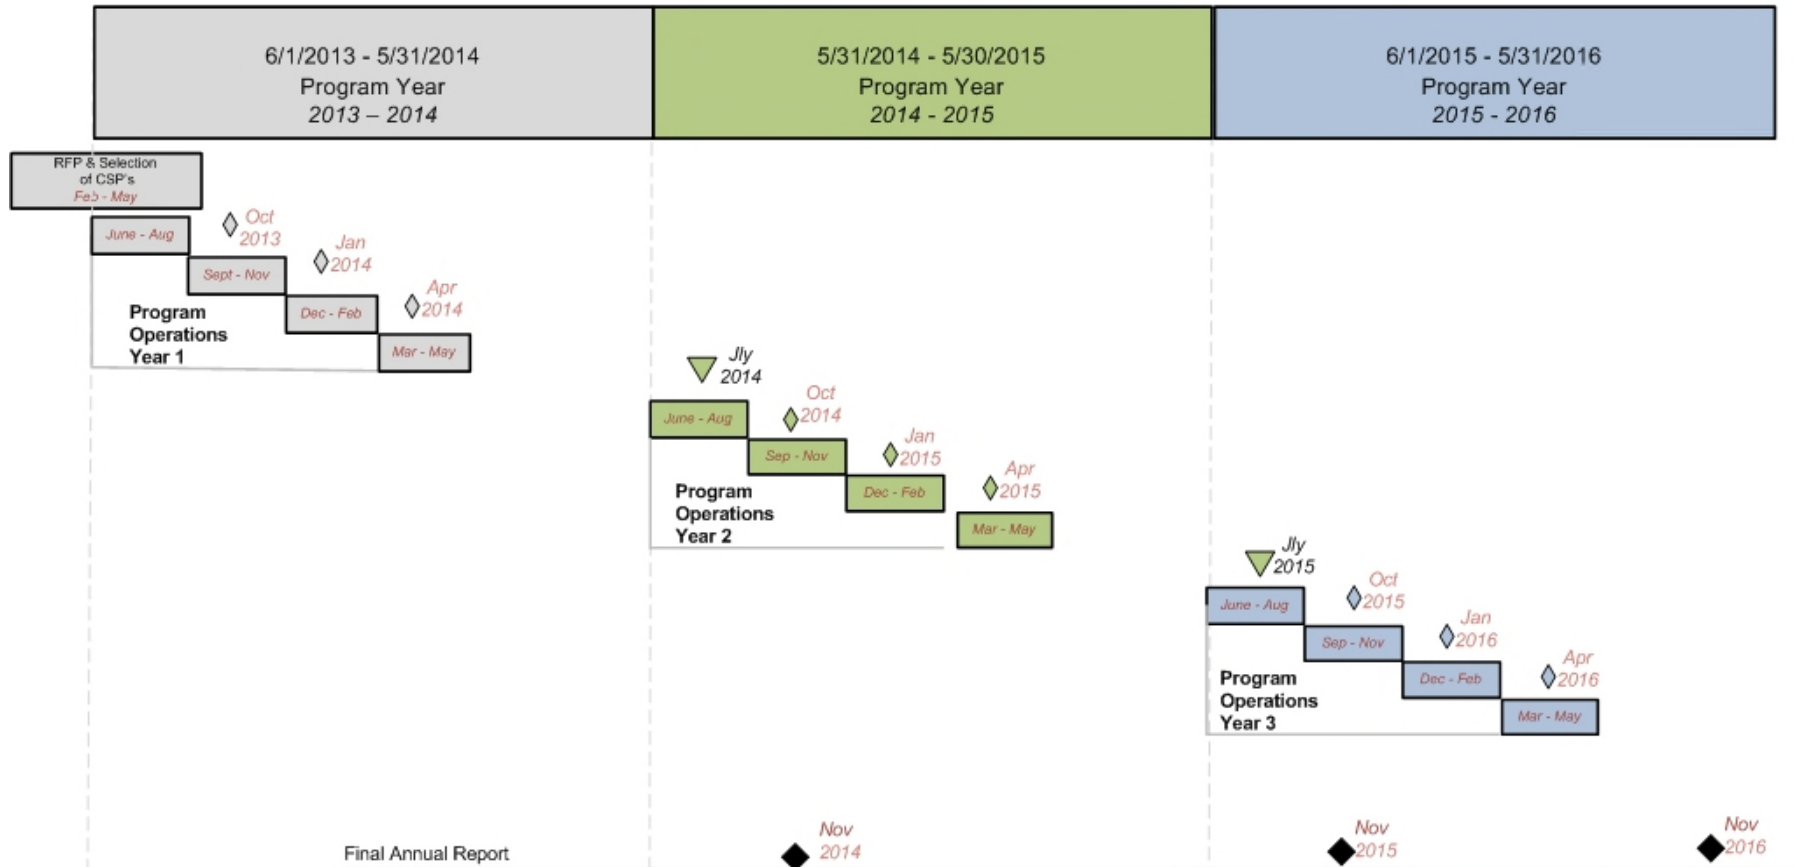 6/1/2013 - 5/31/2014
Program Year
2013 – 2014
5/31/2014 - 5/30/2015
Program Year
2014 - 2015
6/1/2015 - 5/31/2016
Program Year
2015 - 2016
RFP & Selection
of CSP's
Feb - May
June - Aug
Oct
2013
Sept - Nov
Jan
2014
Dec - Feb
Apr
2014
Mar - May
Program
Operations
Year 1
Jly
2014
June - Aug
Oct
2014
Sep - Nov
Jan
2015
Dec - Feb
Apr
2015
Mar - May
Program
Operations
Year 2
Jly
2015
June - Aug
Oct
2015
Sep - Nov
Jan
2016
Dec - Feb
Apr
2016
Mar - May
Program
Operations
Year 3
Final Annual Report
Nov
2014
Nov
2015
Nov
2016